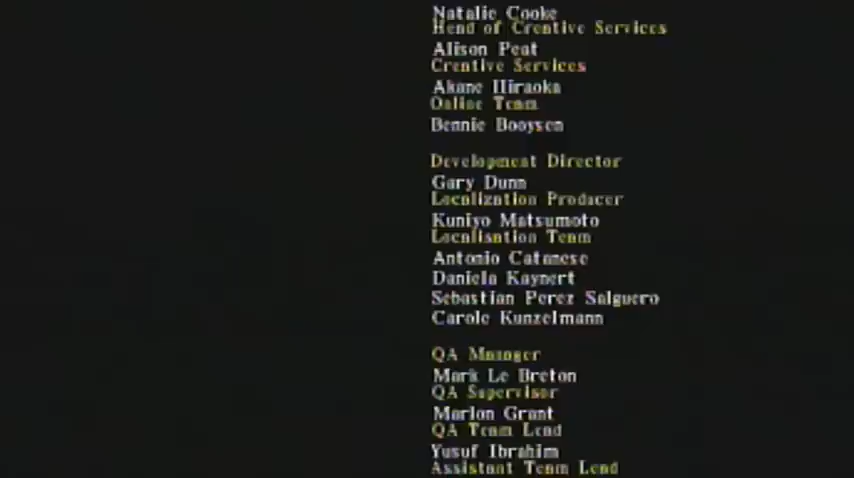 Natalie Cooke
Head of Creative Services
Alison Peat
Creative Services
Akane Hiraoka
Online Team
Bennie Booysen
Development Director
Gary Dunn
Localization Producer
Kuniyo Matsumoto
Localisation Team
Antonio Catanese
Daniela Kaynert
Sebastian Perez Salguero
Carole Kunzelmann
QA Manager
Mark Le Breton
QA Supervisor
Marlon Grant
QA Team Lead
Yusuf Ibrahim
Assistant Team Lead